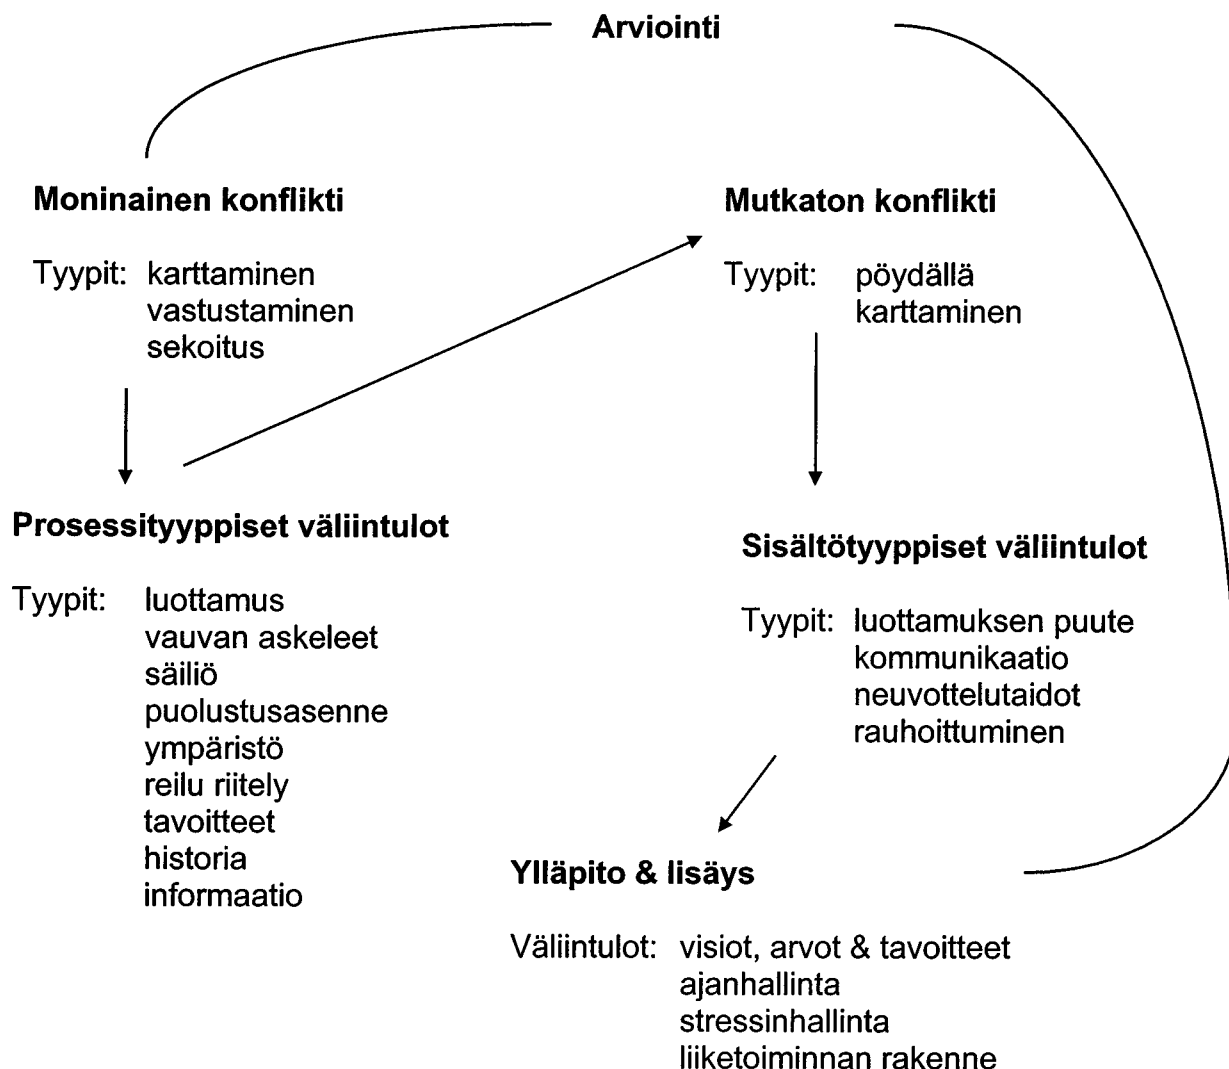 Arviointi
Moninainen konflikti
Tyypit: karttaminen
vastustaminen
sekoitus
Mutkaton konflikti
Tyypit: pöydällä
karttaminen
Prosessityyppiset väliintulot
Tyypit: luottamus
vauvan askeleet
säiliö
puolustusasenne
ympäristö
reilu riitely
tavoitteet
historia
informaatio
Sisältötyyppiset väliintulot
Tyypit: luottamuksen puute
kommunikaatio
neuvottelutaidot
rauhoittuminen
Ylläpito & lisäys
Väliintulot: visiot, arvot & tavoitteet
ajanhallinta
stressinhallinta
liiketoiminnan rakenne